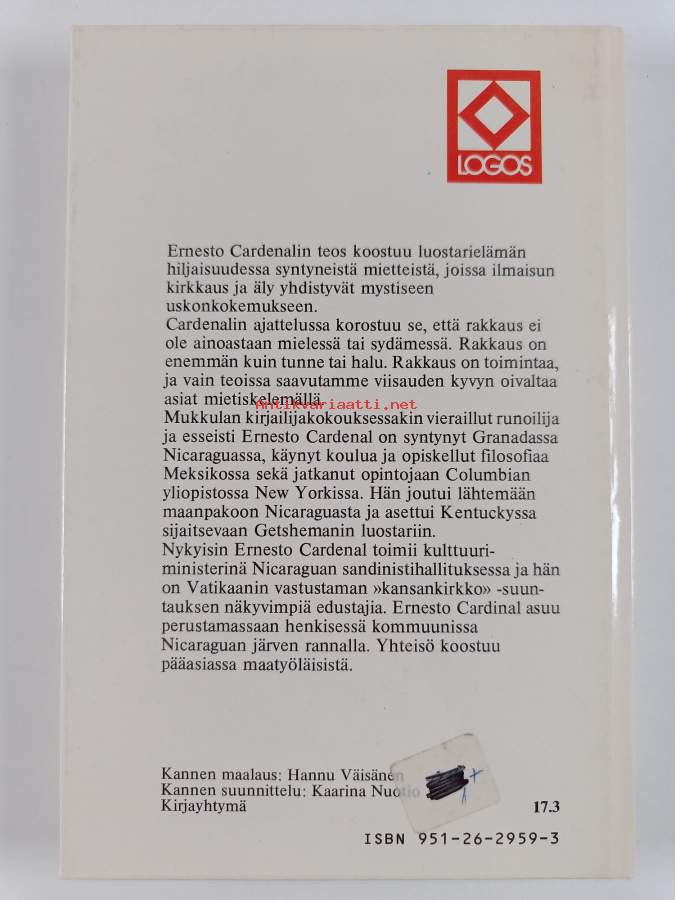 LOGOS
Ernesto Cardenalin teos koostuu luostarielämän
hiljaisuudessa syntyneistä mietteistä, joissa ilmaisun
kirkkaus ja äly yhdistyvät mystiseen
uskonkokemukseen.
Cardenalin ajattelussa korostuu se, että rakkaus ei
ole ainoastaan mielessä tai sydämessä. Rakkaus on
enemmän kuin tunne tai halu. Rakkaus on toimintaa,
ja vain teoissa saavutamme viisauden kyvyn oivaltaa
asiat mietiskelemällä.
Antikvariaatti.net
Mukkulan kirjailijakokouksessakin vieraillut runoilija
ja esseisti Ernesto Cardenal on syntynyt Granadassa
Nicaraguassa, käynyt koulua ja opiskellut filosofiaa
Meksikossa sekä jatkanut opintojaan Columbian
yliopistossa New Yorkissa. Hän joutui lähtemään
maanpakoon Nicaraguasta ja asettui Kentuckyssa
sijaitsevaan Getshemanin luostariin.
Nykyisin Ernesto Cardenal toimii kulttuuri-
ministerinä Nicaraguan sandinistihallituksessa ja hän
on Vatikaanin vastustaman »kansankirkko» -suun-
tauksen näkyvimpiä edustajia. Ernesto Cardinal asuu
perustamassaan henkisessä kommuunissa
Nicaraguan järven rannalla. Yhteisö koostuu
pääasiassa maatyöläisistä.
Kannen maalaus: Hannu Väisänen
Kannen suunnittelu: Kaarina Nuotio
Kirjayhtymä
17.3
ISBN 951-26-2959-3